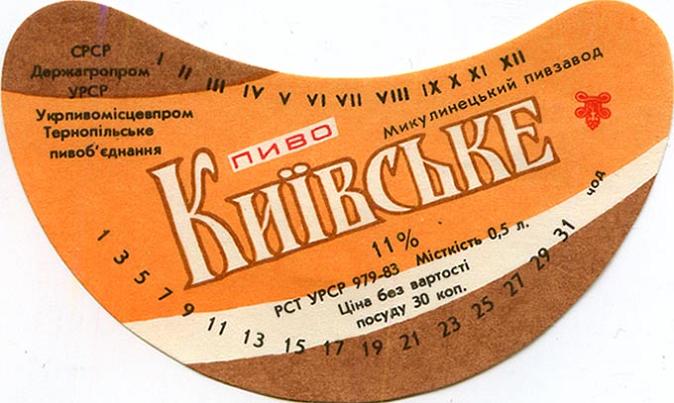 СРСР
Держагропром
УРСР
Укрпивомісцевпром
Тернопільське
пивоб'єднання
I II III IV V VI VII VIII IX X XI XII
Микулинецький пивзавод
ПИВО
КИЇВСЬКЕ
11%
РСТ УРСР 979-83 Місткість 0,5 л.
Ціна без вартості
посуду 30 коп.
1 3 5 7 9 11 13 15 17 19 21 23 25 27 29 31